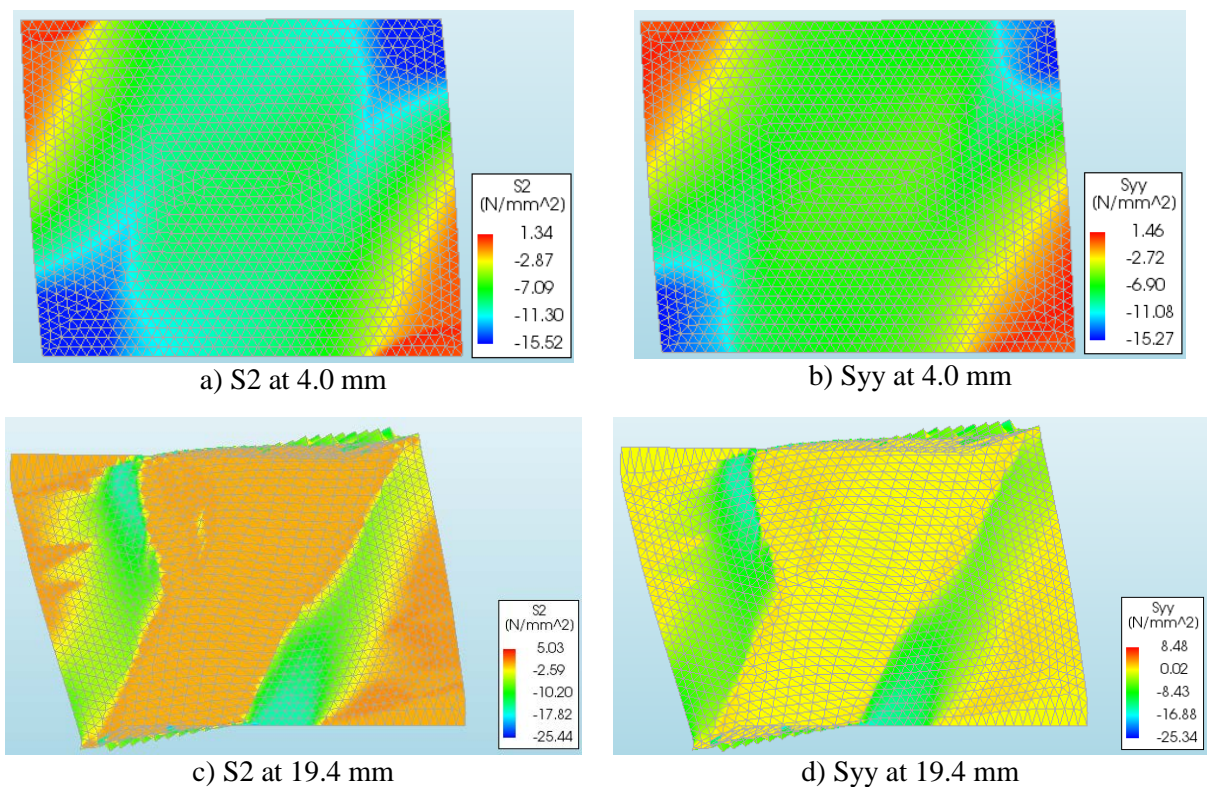 S2
(N/mm^2)
1.34
-2.87
-7.09
-11.30
-15.52
a) S2 at 4.0 mm
Syy
(N/mm^2)
1.46
-2.72
-6.90
-11.08
-15.27
b) Syy at 4.0 mm
S2
(N/mm^2)
5.03
-2.59
-10.20
-17.82
-25.44
c) S2 at 19.4 mm
Syy
(N/mm^2)
8.48
0.02
-8.43
-16.88
-25.34
d) Syy at 19.4 mm